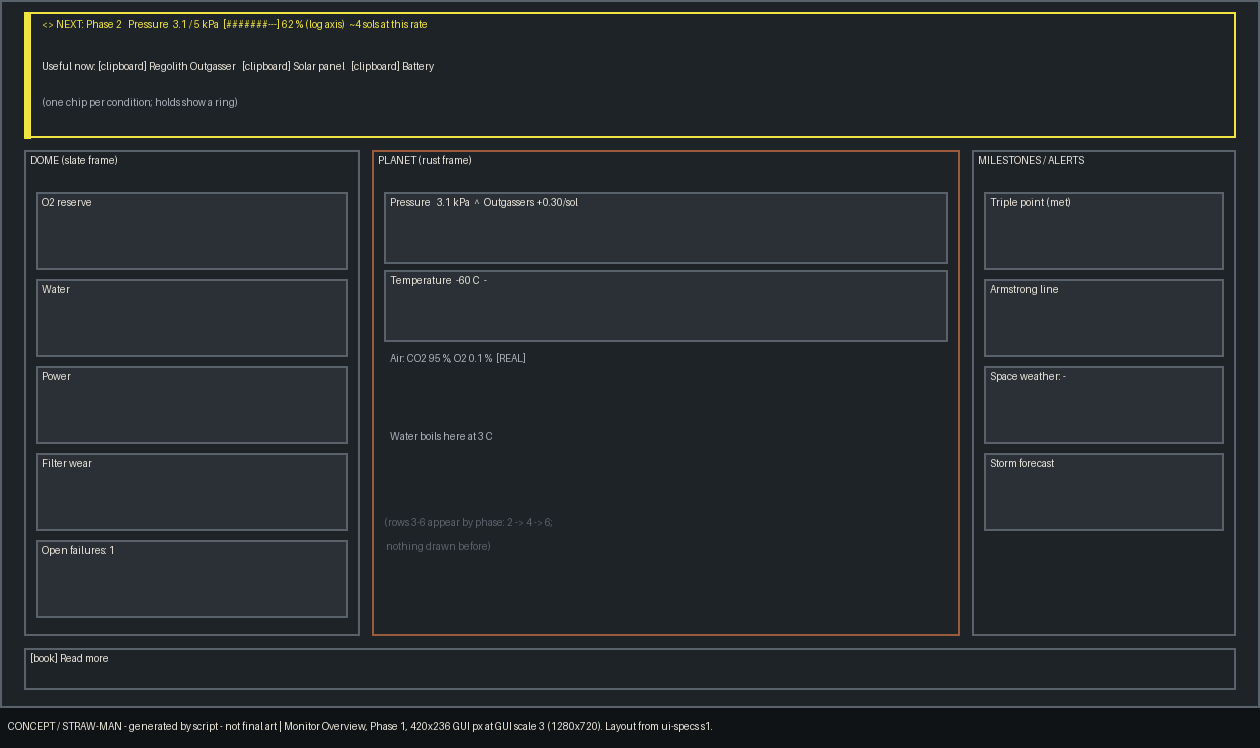 <> NEXT: Phase 2 Pressure 3.1 / 5 kPa [#######---] 62 % (log axis) ~4 sols at this rate
Useful now: [clipboard] Regolith Outgasser [clipboard] Solar panel [clipboard] Battery
(one chip per condition; holds show a ring)
DOME (slate frame)
O2 reserve
Water
Power
Filter wear
Open failures: 1
PLANET (rust frame)
Pressure 3.1 kPa ^ Outgassers +0.30/sol
Temperature -60 C -
Air: CO2 95 %, O2 0.1 % [REAL]
Water boils here at 3 C
(rows 3-6 appear by phase: 2 -> 4 -> 6;
nothing drawn before)
MILESTONES / ALERTS
Triple point (met)
Armstrong line
Space weather: -
Storm forecast
[book] Read more
CONCEPT / STRAW-MAN - generated by script - not final art | Monitor Overview, Phase 1, 420x236 GUI px at GUI scale 3 (1280x720). Layout from ui-specs s1.